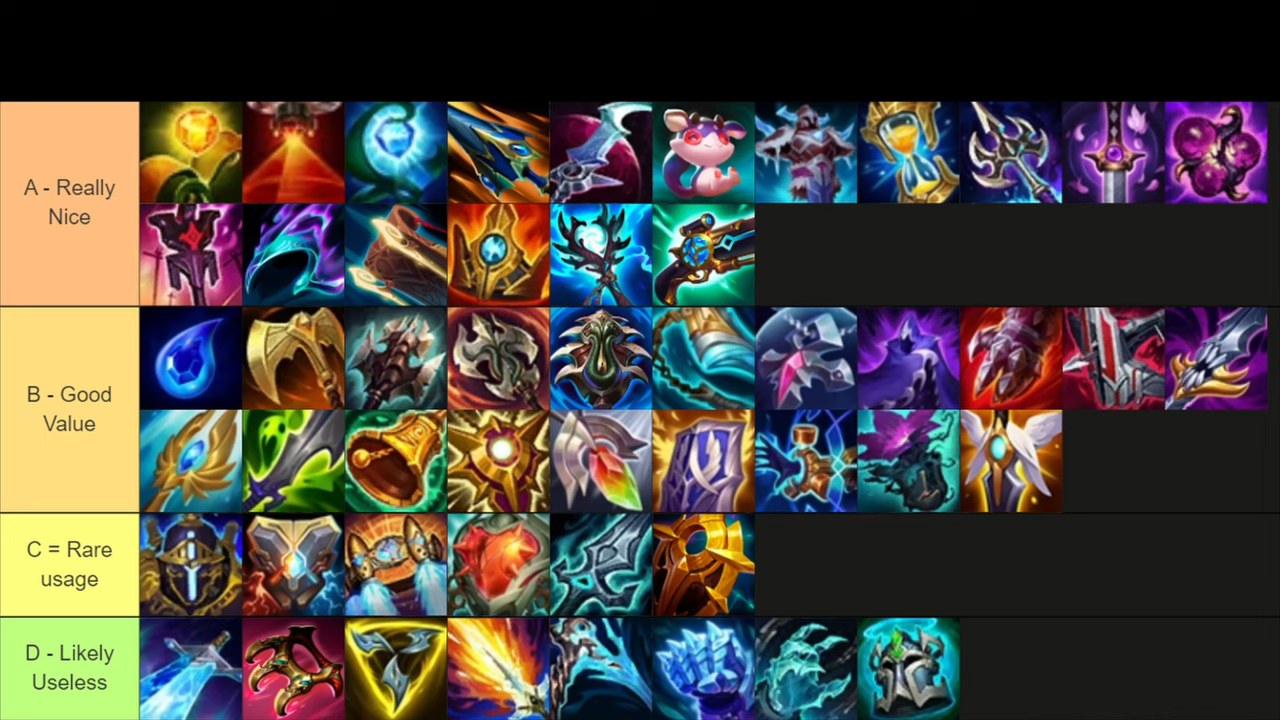 A - Really
Nice
B - Good
Value
C = Rare
usage
D - Likely
Useless